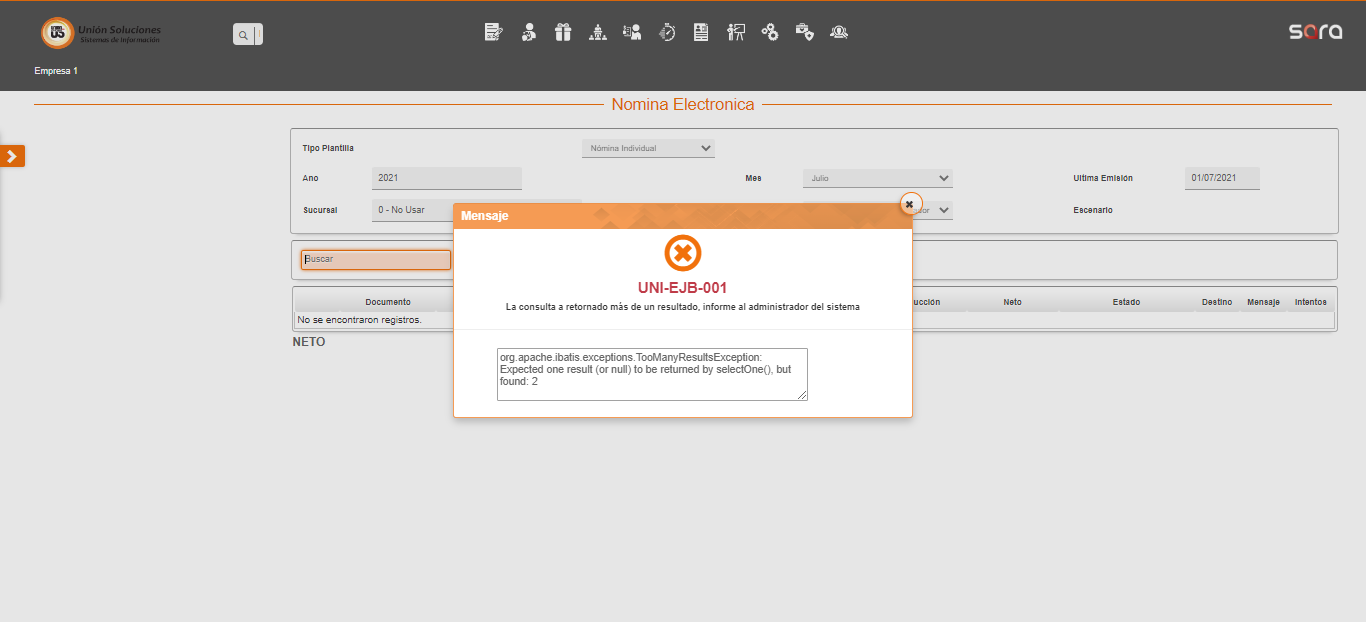 Unión Soluciones
Sistemas de Información
sora
Empresa 1
Nomina Electronica
Tipo Plantilla
Nómina Individual
Ano
2021
Mes
Julio
Ultima Emisión
01/07/2021
Sucursal
0 - No Usar
Escenario
Mensaje
Buscar
UNI-EJB-001
La consulta a retornado más de un resultado, informe al administrador del sistema
Documento
Neto
Estado
Destino
Mensaje
Intentos
No se encontraron registros.
NETO
org.apache.ibatis.exceptions.TooManyResultsException:
Expected one result (or null) to be returned by selectOne(), but
found: 2